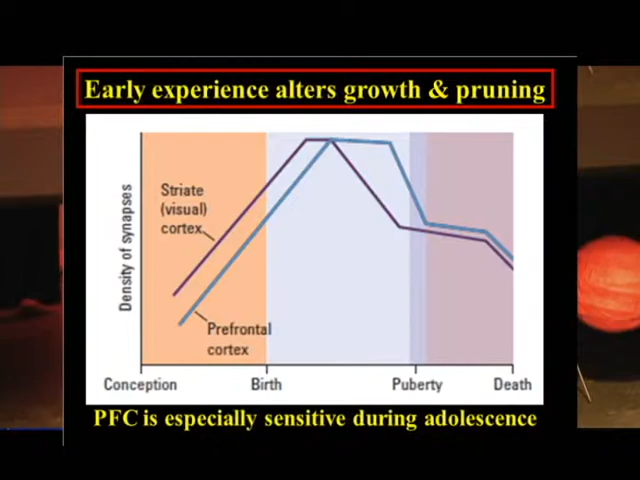 Early experience alters growth & pruning
Density of synapses
Striate
(visual)
cortex
Prefrontal
cortex
Conception
Birth
Puberty
Death
PFC is especially sensitive during adolescence